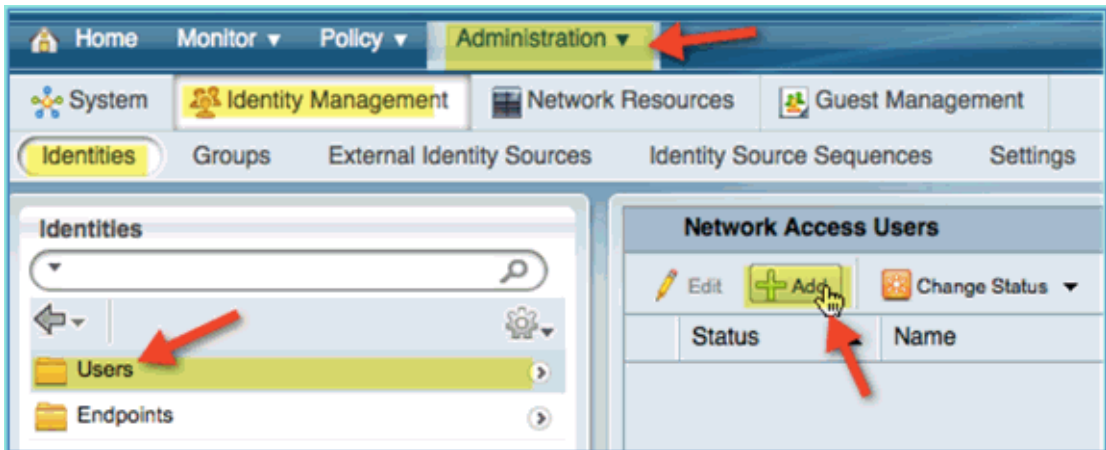 Home Monitor Policy Administration
System Identity Management Network Resources Guest Management
Identities Groups External Identity Sources Identity Source Sequences Settings
Identities
Users
Endpoints
Network Access Users
Edit Add Change Status
Status Name